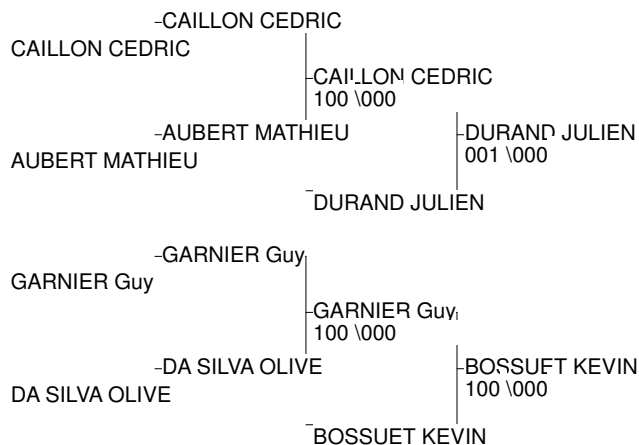 CAILLON CEDRIC
CAILLON CEDRIC
CAILLON CEDRIC
100 \000
AUBERT MATHIEU
AUBERT MATHIEU
DURAND JULIEN
001 \000
DURAND JULIEN
GARNIER Guy
GARNIER Guy
GARNIER Guy
100 \000
DA SILVA OLIVE
DA SILVA OLIVE
BOSSUET KEVIN
100 \000
BOSSUET KEVIN